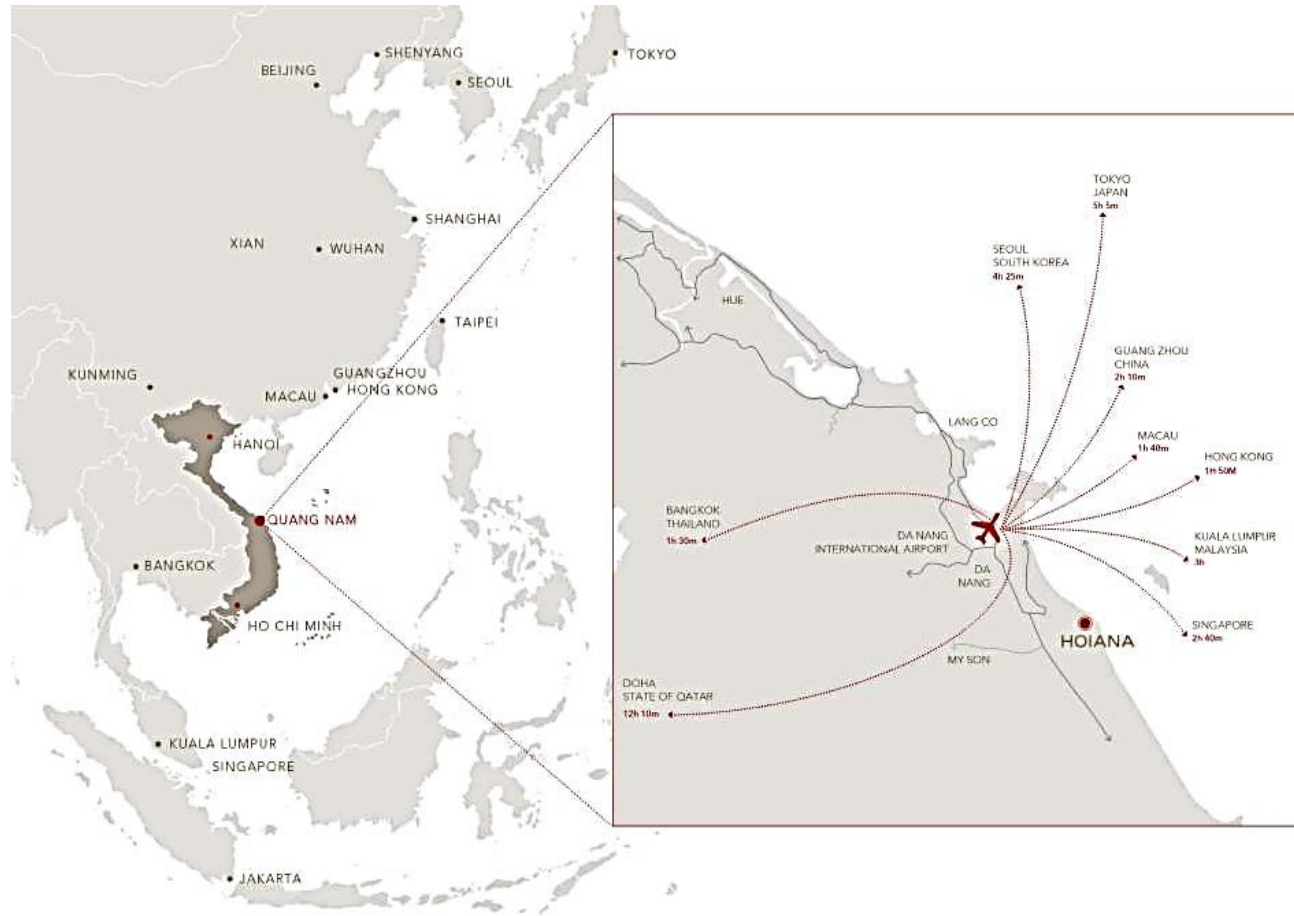 SHENYANG
TOKYO
BEIJING
SEOUL
SHANGHAI
XIAN
WUHAN
TAIPEI
KUNMING
GUANGZHOU
HONG KONG
MACAU
HANOI
QUANG NAM
BANGKOK
HO CHI MINH
KUALA LUMPUR
SINGAPORE
JAKARTA
TOKYO
JAPAN
5h 5m
SEOUL
SOUTH KOREA
4h 25m
HUE
GUANG ZHOU
CHINA
2h 10m
LANG CO
MACAU
1h 40m
HONG KONG
1H 50M
BANGKOK
THAILAND
1h 30m
DA NANG
INTERNATIONAL AIRPORT
KUALA LUMPUR
MALAYSIA
3h
DA
NANG
SINGAPORE
2h 40m
HOIANA
MY SON
DOHA
STATE OF QATAR
12h 10m